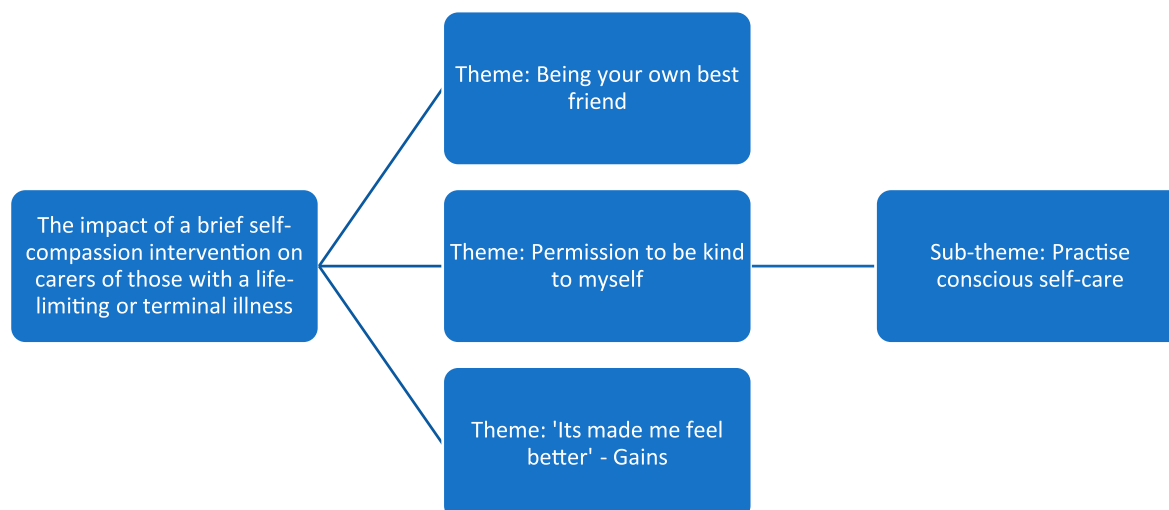 The impact of a brief self-
compassion intervention on
carers of those with a life-
limiting or terminal illness
Theme: Being your own best
friend
Theme: Permission to be kind
to myself
Sub-theme: Practise
conscious self-care
Theme: 'Its made me feel
better' - Gains